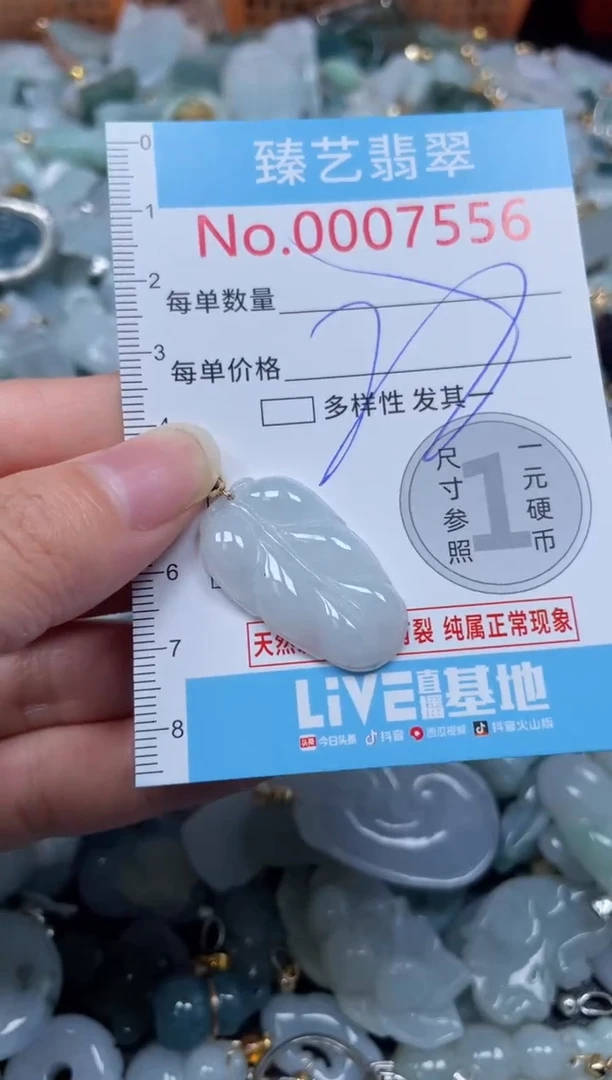 臻艺翡翠
No.0007556
每单数量
每单价格
多样性 发其一
0
1
2
3
6
7
8
1
尺寸参照
一元硬币
天然
裂 纯属正常现象
LiVE直播基地
今日头条 抖音 西瓜视频 抖音火山版